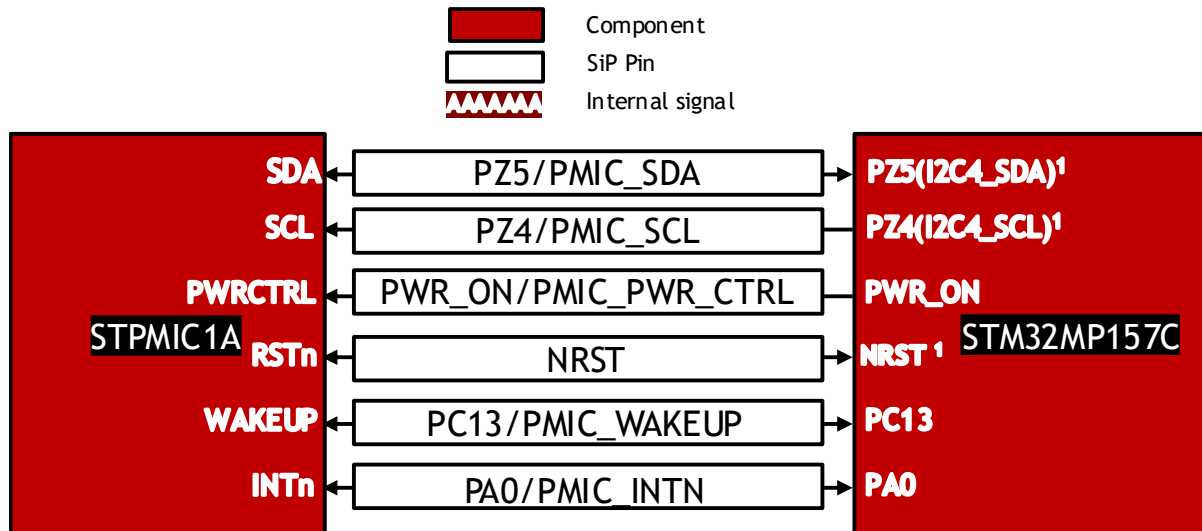 Component
SiP Pin
Internal signal
SDA PZ5/PMIC_SDA PZ5(I2C4_SDA)¹
SCL PZ4/PMIC_SCL PZ4(I2C4_SCL)¹
PWRCTRL PWR_ON/PMIC_PWR_CTRL PWR_ON
STPMIC1A STM32MP157C
RSTn NRST NRST ¹
WAKEUP PC13/PMIC_WAKEUP PC13
INTn PA0/PMIC_INTN PA0